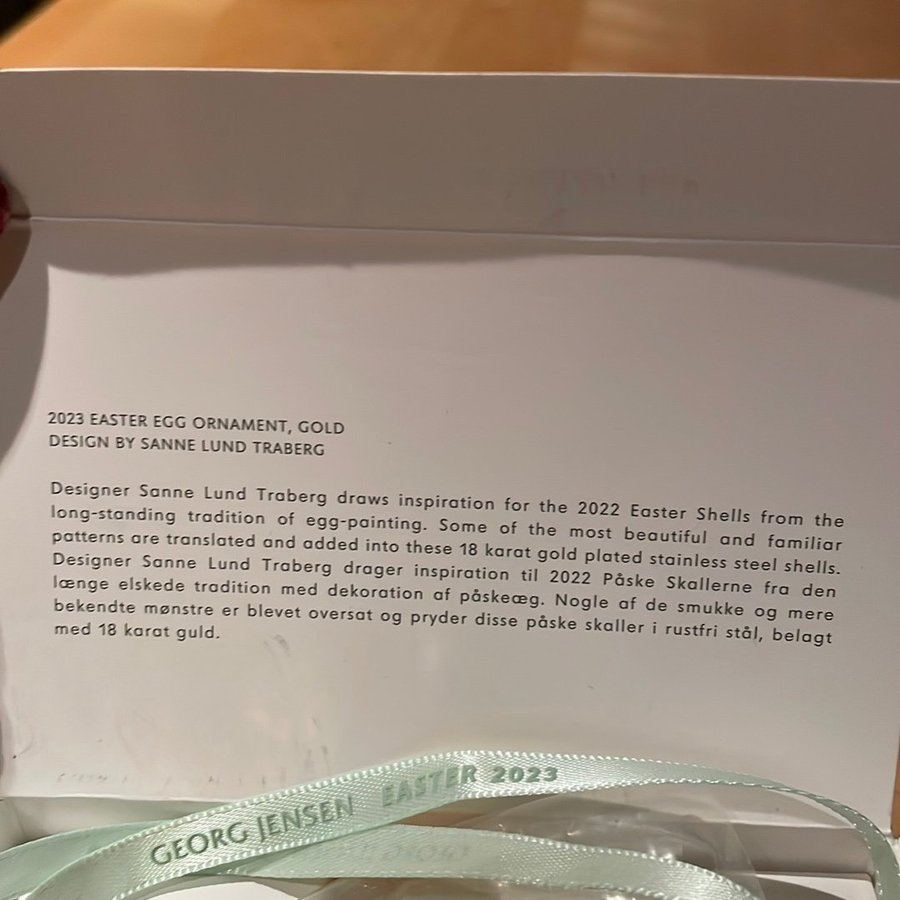 2023 EASTER EGG ORNAMENT, GOLD
DESIGN BY SANNE LUND TRABERG
Designer Sanne Lund Traberg draws inspiration for the 2022 Easter Shells from the
long-standing tradition of egg-painting. Some of the most beautiful and familiar
patterns are translated and added into these 18 karat gold plated stainless steel shells.
Designer Sanne Lund Traberg drager inspiration til 2022 Påske Skallerne fra den
længe elskede tradition med dekoration af påskeæg. Nogle af de smukke og mere
bekendte mønstre er blevet oversat og pryder disse påske skaller i rustfri stål, belagt
med 18 karat guld.
GEORG JENSEN EASTER 2023